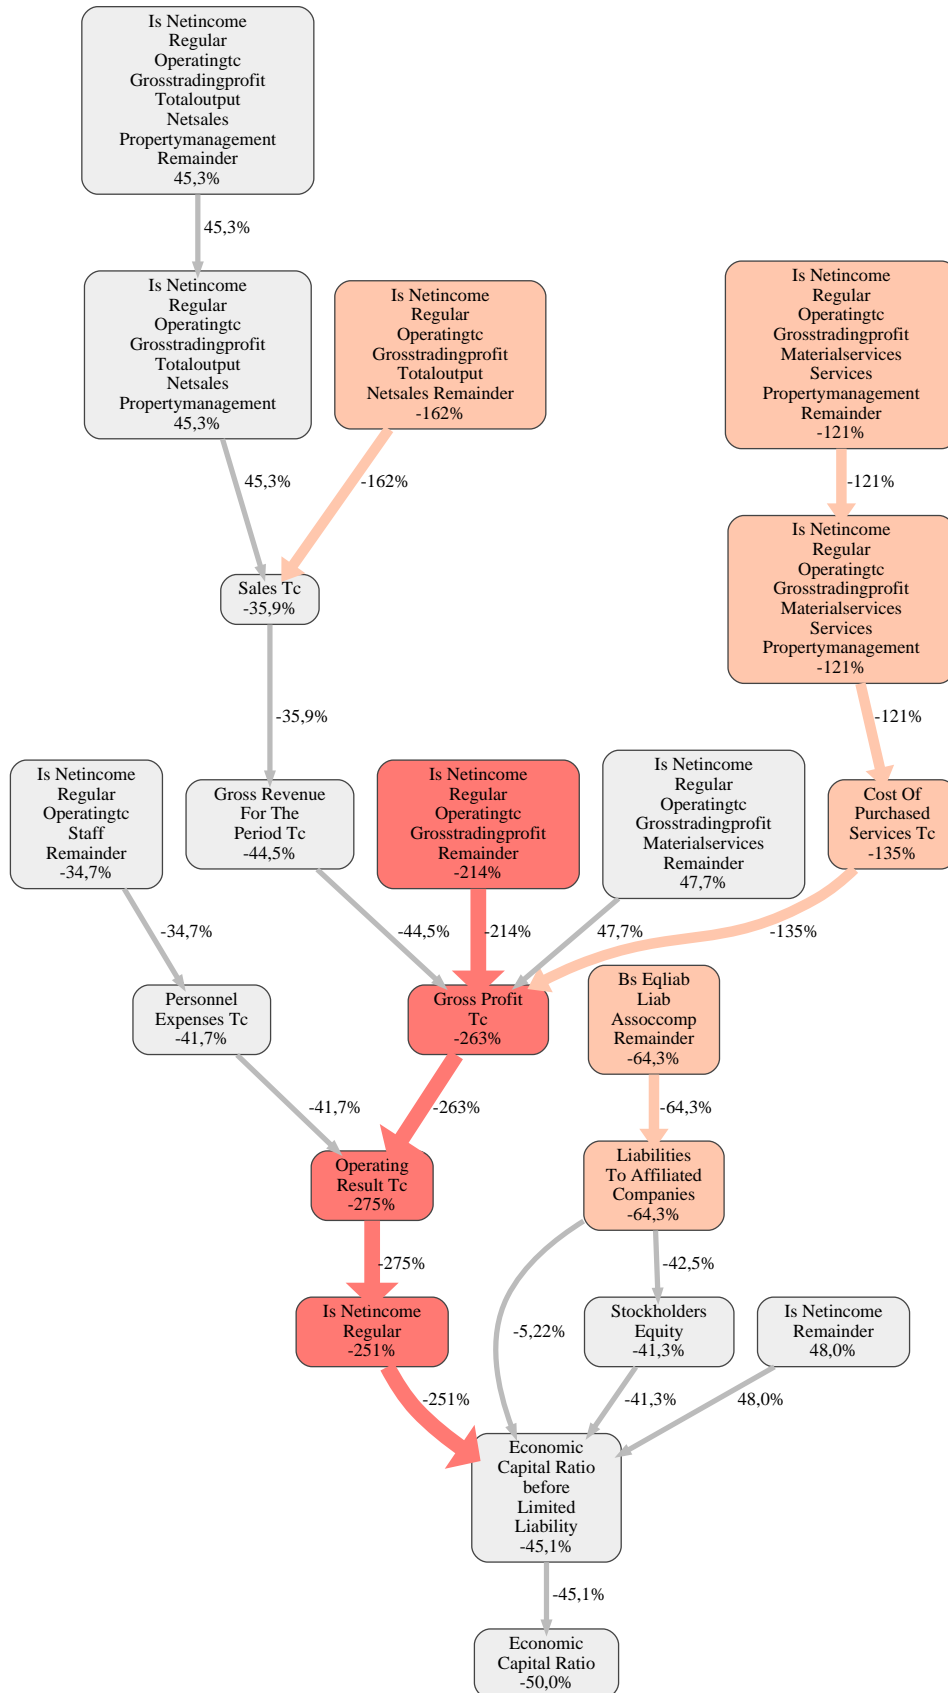 Is Netincome
Regular
Operatingtc
Grosstradingprofit
Totaloutput
Netsales
Propertymanagement
Remainder
45,3%
45,3%
Is Netincome
Regular
Operatingtc
Grosstradingprofit
Totaloutput
Netsales
Propertymanagement
45,3%
Is Netincome
Regular
Operatingtc
Grosstradingprofit
Totaloutput
Netsales Remainder
-162%
Is Netincome
Regular
Operatingtc
Grosstradingprofit
Materialservices
Services
Propertymanagement
Remainder
-121%
45,3%
-162%
-121%
Is Netincome
Regular
Operatingtc
Grosstradingprofit
Materialservices
Services
Propertymanagement
-121%
Sales Tc
-35,9%
-35,9%
-121%
Is Netincome
Regular
Operatingtc
Staff
Remainder
-34,7%
Gross Revenue
For The
Period Tc
-44,5%
Is Netincome
Regular
Operatingtc
Grosstradingprofit
Remainder
-214%
Is Netincome
Regular
Operatingtc
Grosstradingprofit
Materialservices
Remainder
47,7%
Cost Of
Purchased
Services Tc
-135%
-34,7%
-44,5%
-214%
47,7%
-135%
Personnel
Expenses Tc
-41,7%
Gross Profit
Tc
-263%
Bs Eqliab
Liab
Assoccomp
Remainder
-64,3%
-41,7%
-263%
-64,3%
Operating
Result Tc
-275%
Liabilities
To Affiliated
Companies
-64,3%
-275%
-42,5%
Is Netincome
Regular
-251%
-5,22%
Stockholders
Equity
-41,3%
Is Netincome
Remainder
48,0%
-251%
-41,3%
48,0%
Economic
Capital Ratio
before
Limited
Liability
-45,1%
-45,1%
Economic
Capital Ratio
-50,0%